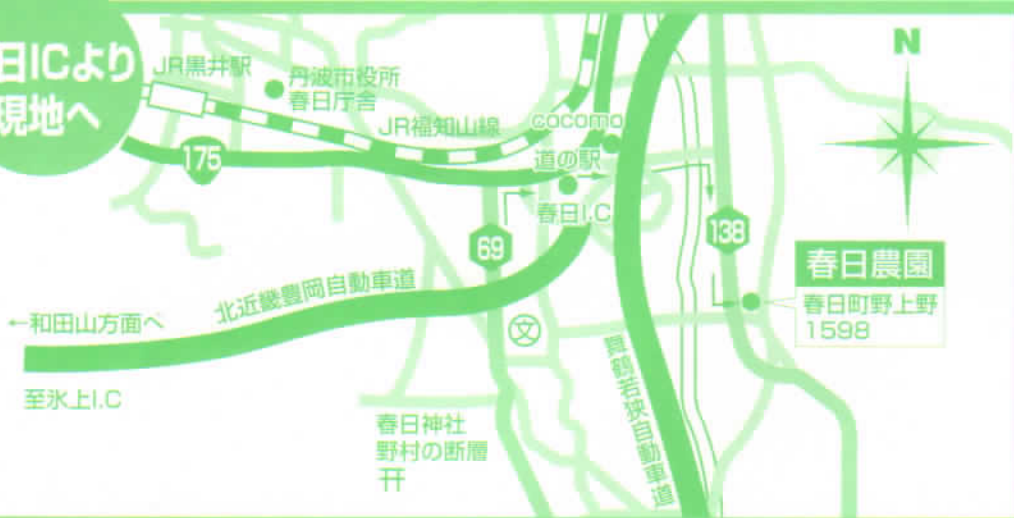 日ICより
現地へ
JR黒井駅
丹波市役所
春日庁舎
JR福知山線
cocomo
道の駅
春日I.C
175
69
138
N
春日農園
春日町野上野
1598
北近畿豊岡自動車道
←和田山方面へ
至氷上I.C
文
春日神社
野村の断層
舞鶴若狭自動車道